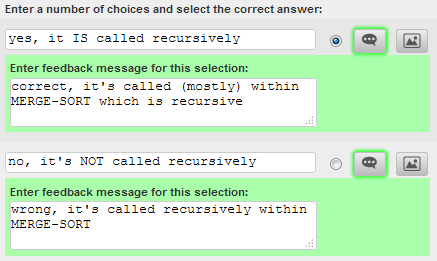 Enter a number of choices and select the correct answer:
yes, it IS called recursively
Enter feedback message for this selection:
correct, it's called (mostly) within
MERGE-SORT which is recursive
no, it's NOT called recursively
Enter feedback message for this selection:
wrong, it's called recursively within
MERGE-SORT